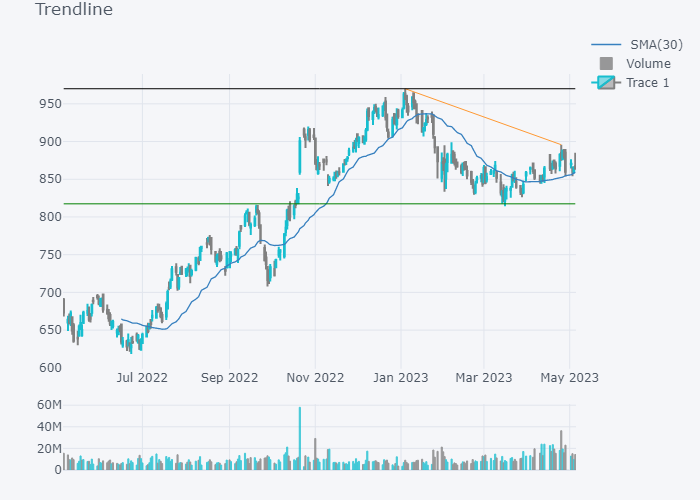 Trendline
SMA(30)
Volume
Trace 1
950
900
850
800
750
700
650
600
Jul 2022
Sep 2022
Nov 2022
Jan 2023
Mar 2023
May 2023
60M
40M
20M
0